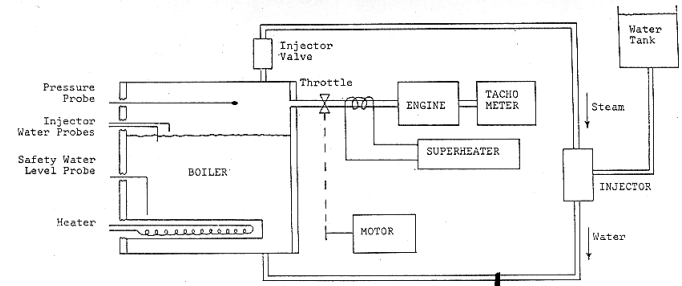 Water
Tank
Injector
Valve
Throttle
Pressure
Probe
ENGINE
TACHO
METER
Steam
Injector
Water Probes
SUPERHEATER
Safety Water
Level Probe
BOILER
INJECTOR
Heater
MOTOR
Water